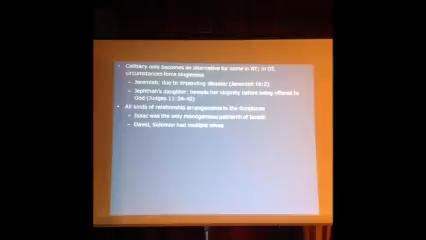 • Celibacy only becomes an alternative for some in NT; in OT,
circumstances force singleness
– Jeremiah: due to impending disaster (Jeremiah 16:2)
– Jephthah's daughter: bewails her virginity before being offered to
God (Judges 11:34-40)
• All kinds of relationship arrangements in the Scriptures
– Isaac was the only monogamous patriarch of Israel!
– David, Solomon had multiple wives